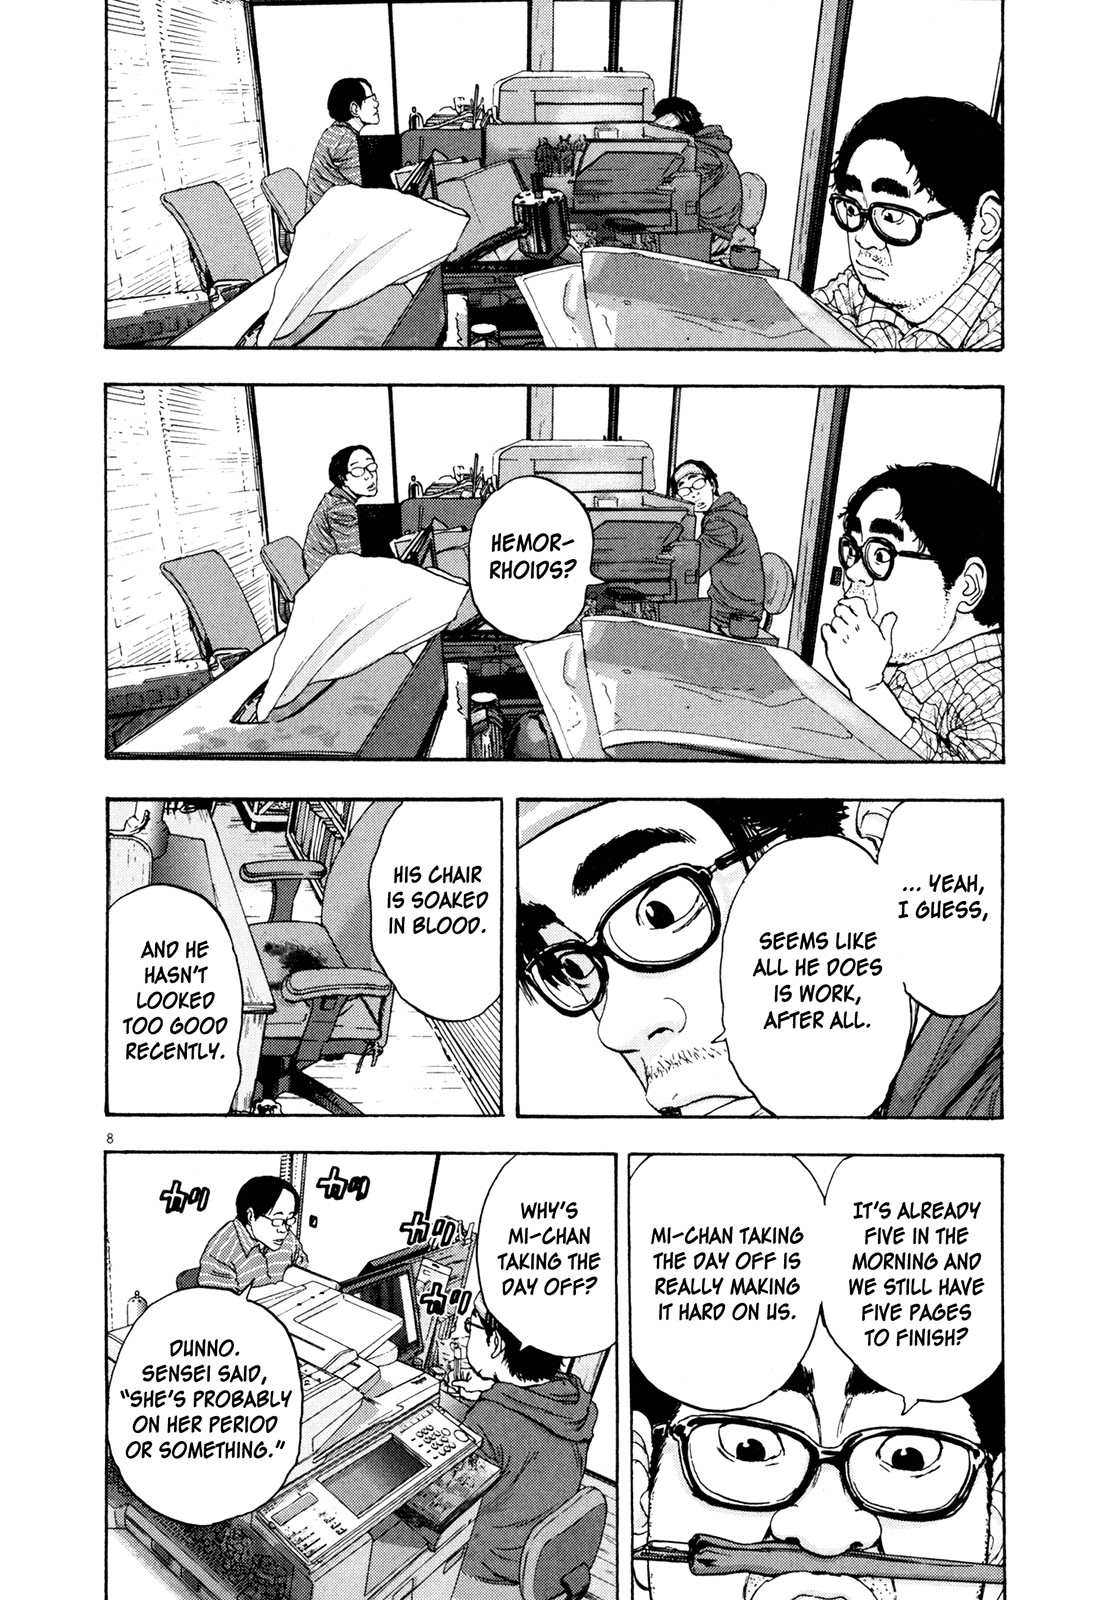 HEMOR-
RHOIDS?
... YEAH,
I GUESS,
SEEMS LIKE
ALL HE DOES
IS WORK,
AFTER ALL.
HIS CHAIR
IS SOAKED
IN BLOOD.
AND HE
HASN'T
LOOKED
TOO GOOD
RECENTLY.
8
IT'S ALREADY
FIVE IN THE
MORNING AND
WE STILL HAVE
FIVE PAGES
TO FINISH?
MI-CHAN TAKING
THE DAY OFF IS
REALLY MAKING
IT HARD ON US.
WHY'S
MI-CHAN
TAKING THE
DAY OFF?
カリ
カリ
カリ
カリ
DUNNO.
SENSEI SAID,
"SHE'S PROBABLY
ON HER PERIOD
OR SOMETHING."